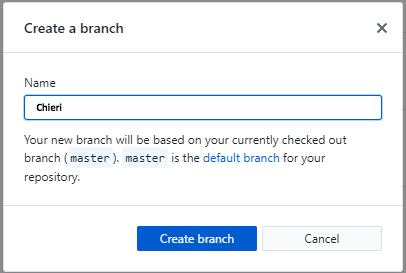 Create a branch
Name
Chieri
Your new branch will be based on your currently checked out
branch (master). master is the default branch for your
repository.
Create branch
Cancel